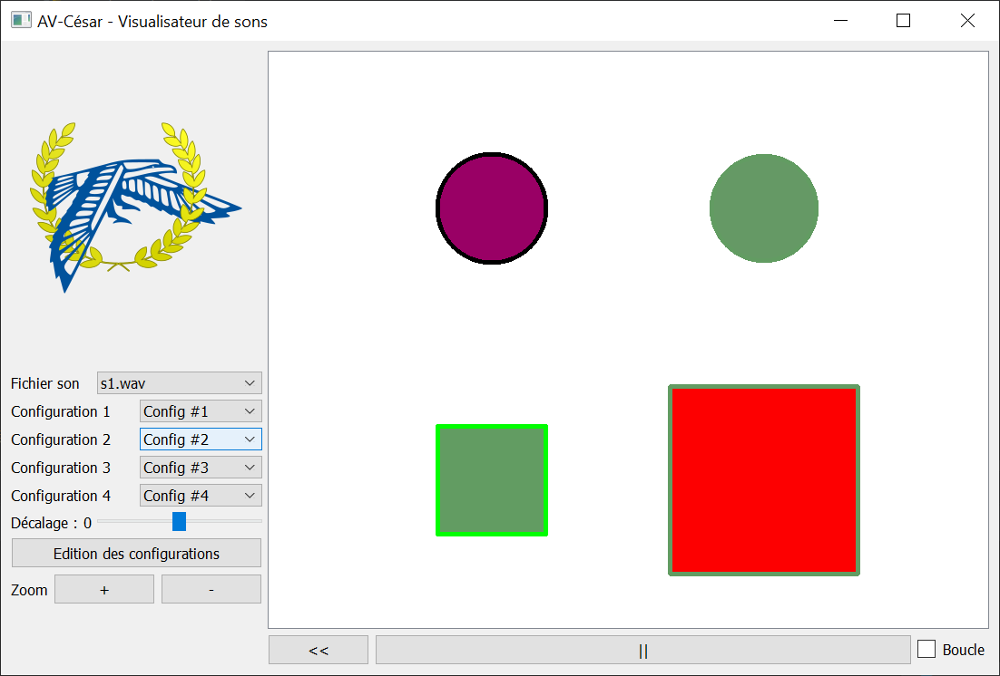 AV-César - Visualisateur de sons
Fichier son s1.wav
Configuration 1 Config #1
Configuration 2 Config #2
Configuration 3 Config #3
Configuration 4 Config #4
Décalage : 0
Edition des configurations
Zoom + -
<< || Boucle